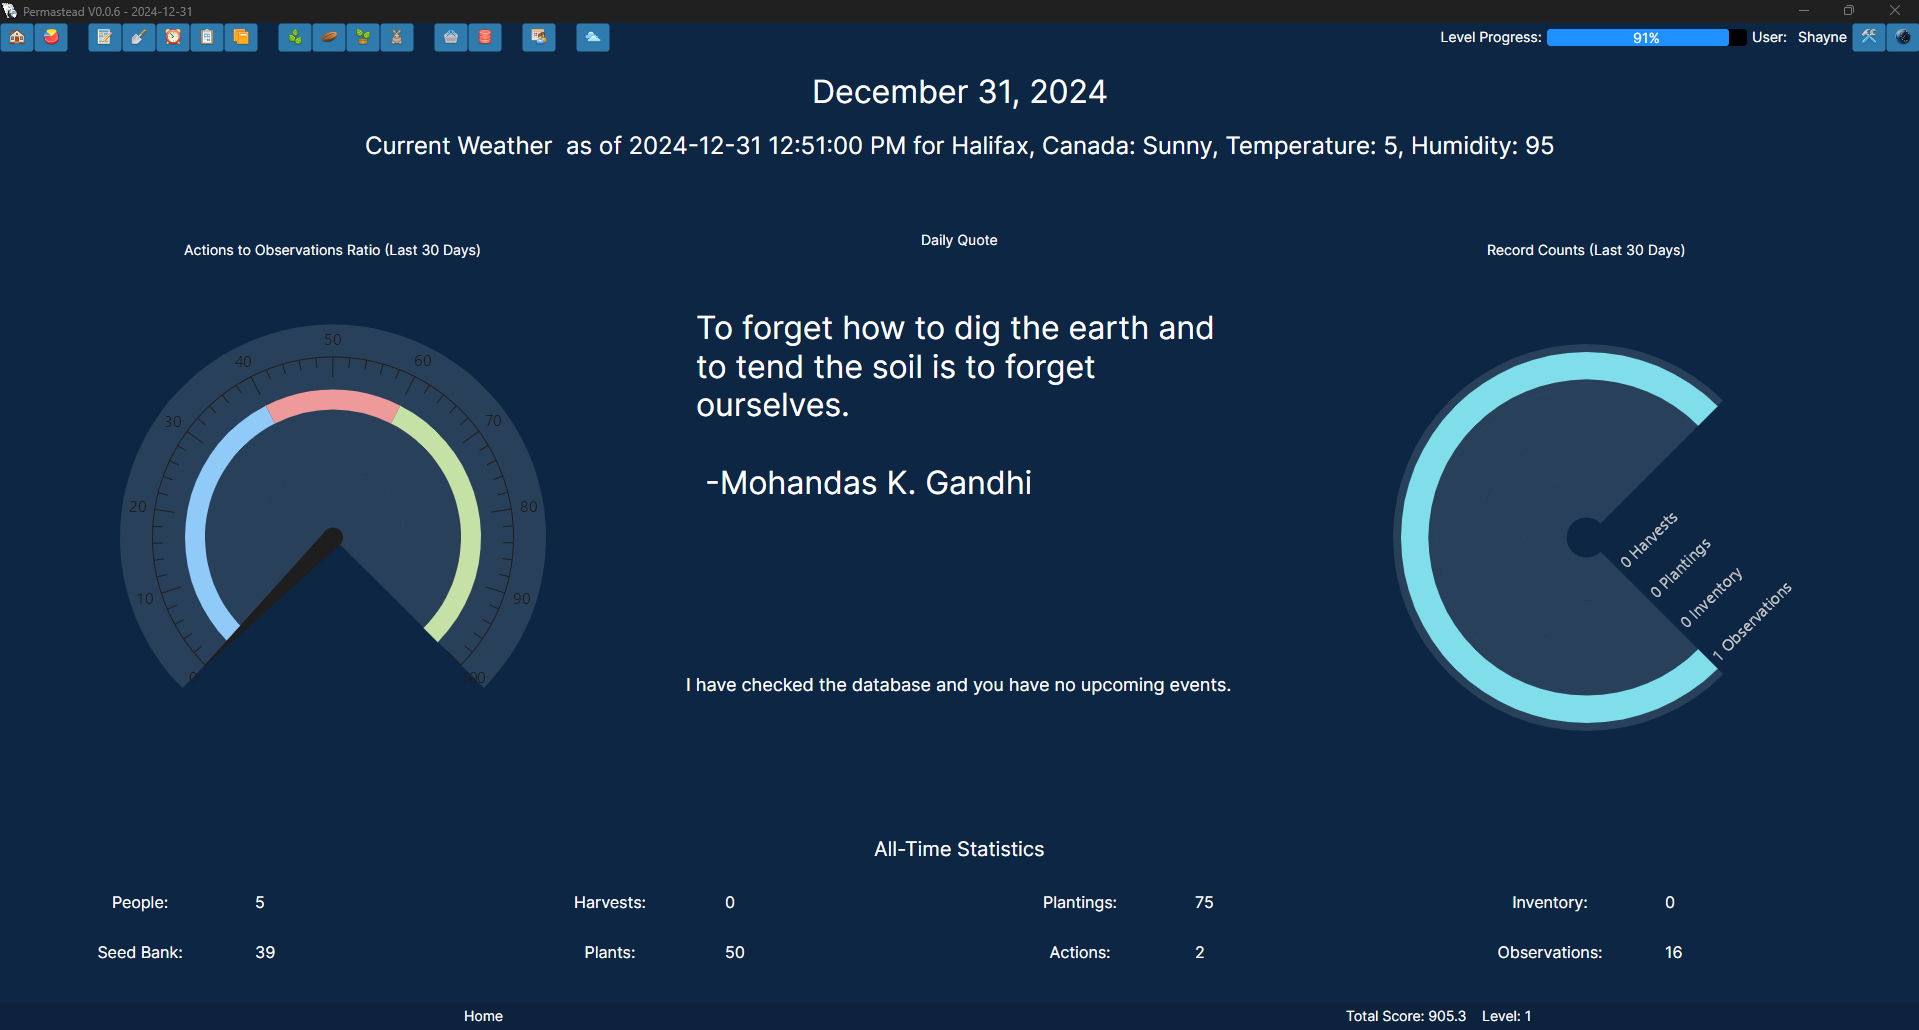 Permastead V0.0.6 - 2024-12-31
Level Progress: 91% User: Shayne
December 31, 2024
Current Weather  as of 2024-12-31 12:51:00 PM for Halifax, Canada: Sunny, Temperature: 5, Humidity: 95
Actions to Observations Ratio (Last 30 Days)
0
10
20
30
40
50
60
70
80
90
100
Daily Quote
To forget how to dig the earth and
to tend the soil is to forget
ourselves.
-Mohandas K. Gandhi
I have checked the database and you have no upcoming events.
Record Counts (Last 30 Days)
0 Harvests
0 Plantings
0 Inventory
1 Observations
All-Time Statistics
People: 5 Harvests: 0 Plantings: 75 Inventory: 0
Seed Bank: 39 Plants: 50 Actions: 2 Observations: 16
Home Total Score: 905.3 Level: 1